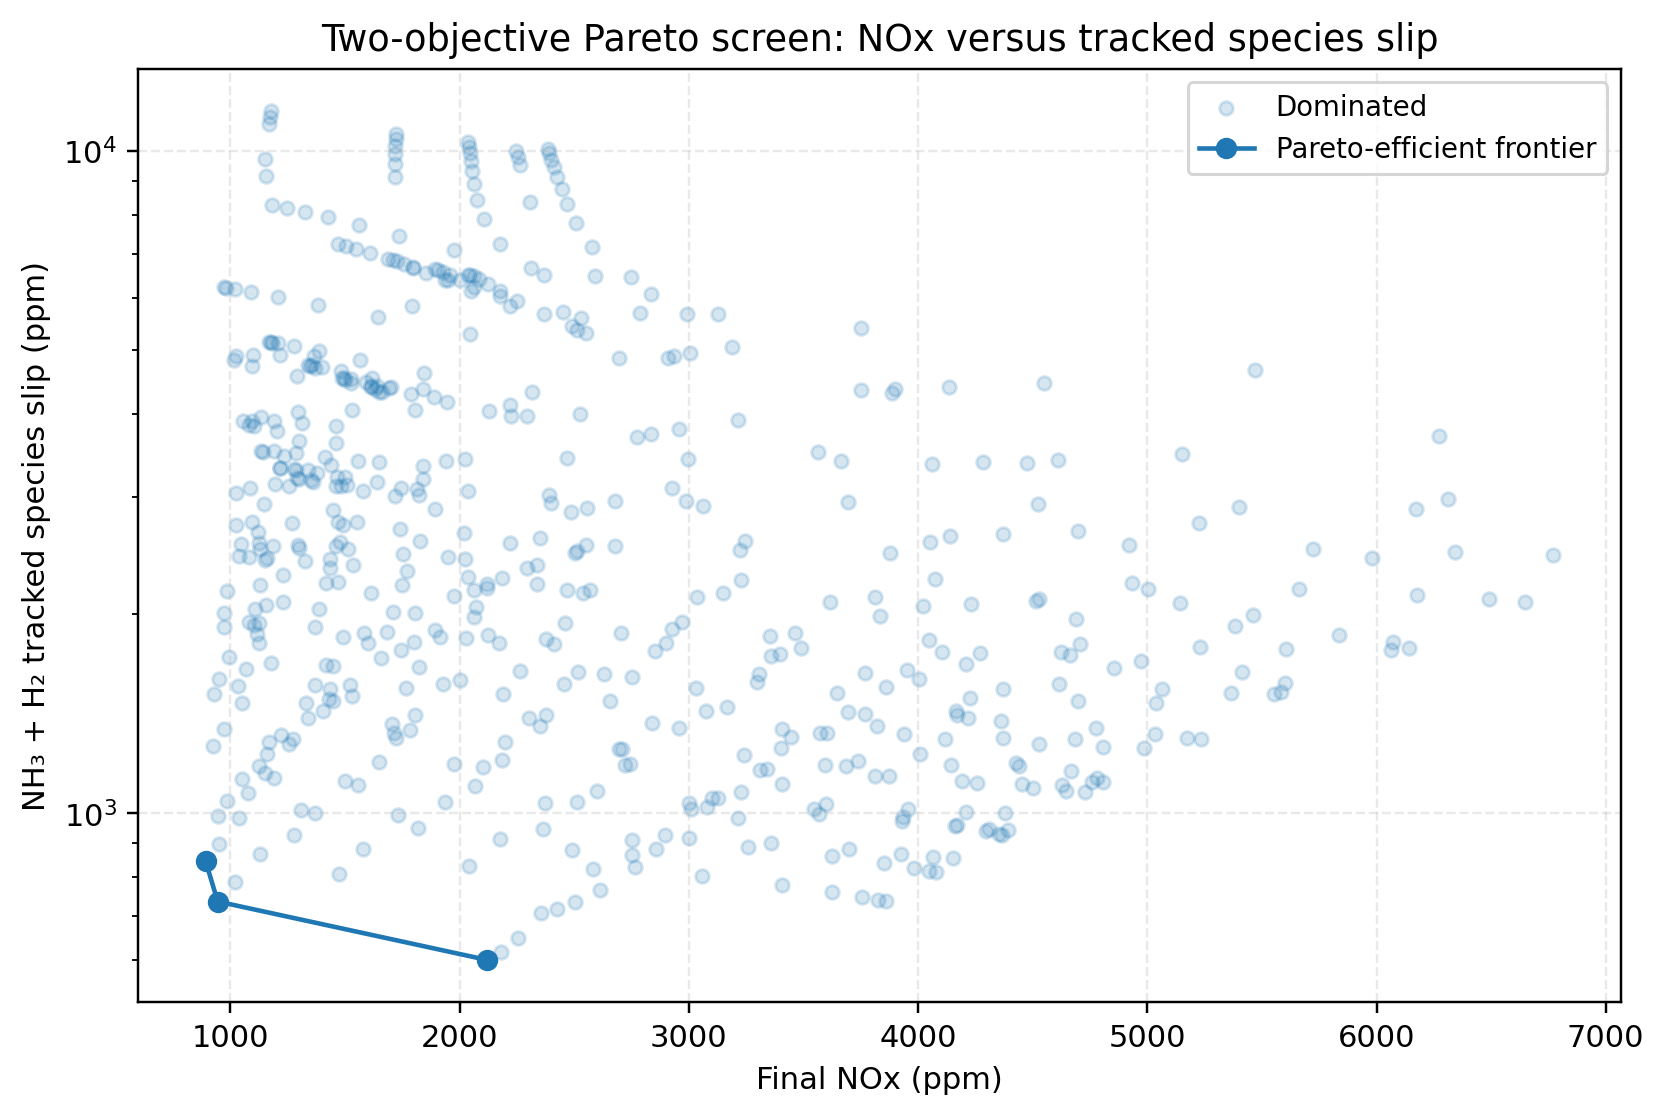 Two-objective Pareto screen: NOx versus tracked species slip
Dominated
Pareto-efficient frontier
NH₃ + H₂ tracked species slip (ppm)
10⁴
10³
1000 2000 3000 4000 5000 6000 7000
Final NOx (ppm)